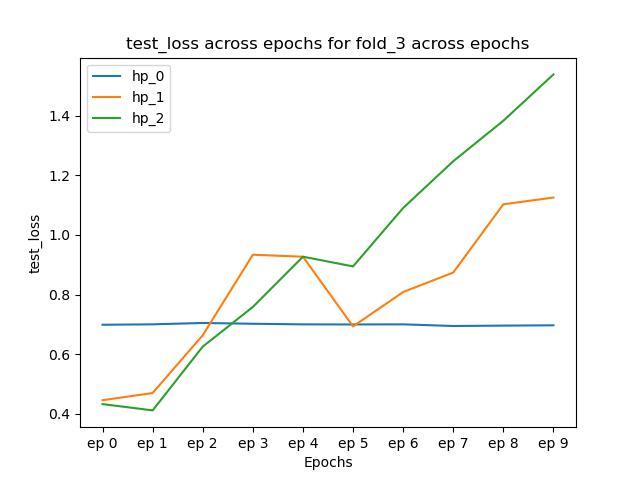 test_loss across epochs for fold_3 across epochs
hp_0
hp_1
hp_2
1.4
1.2
1.0
0.8
0.6
0.4
test_loss
ep 0 ep 1 ep 2 ep 3 ep 4 ep 5 ep 6 ep 7 ep 8 ep 9
Epochs